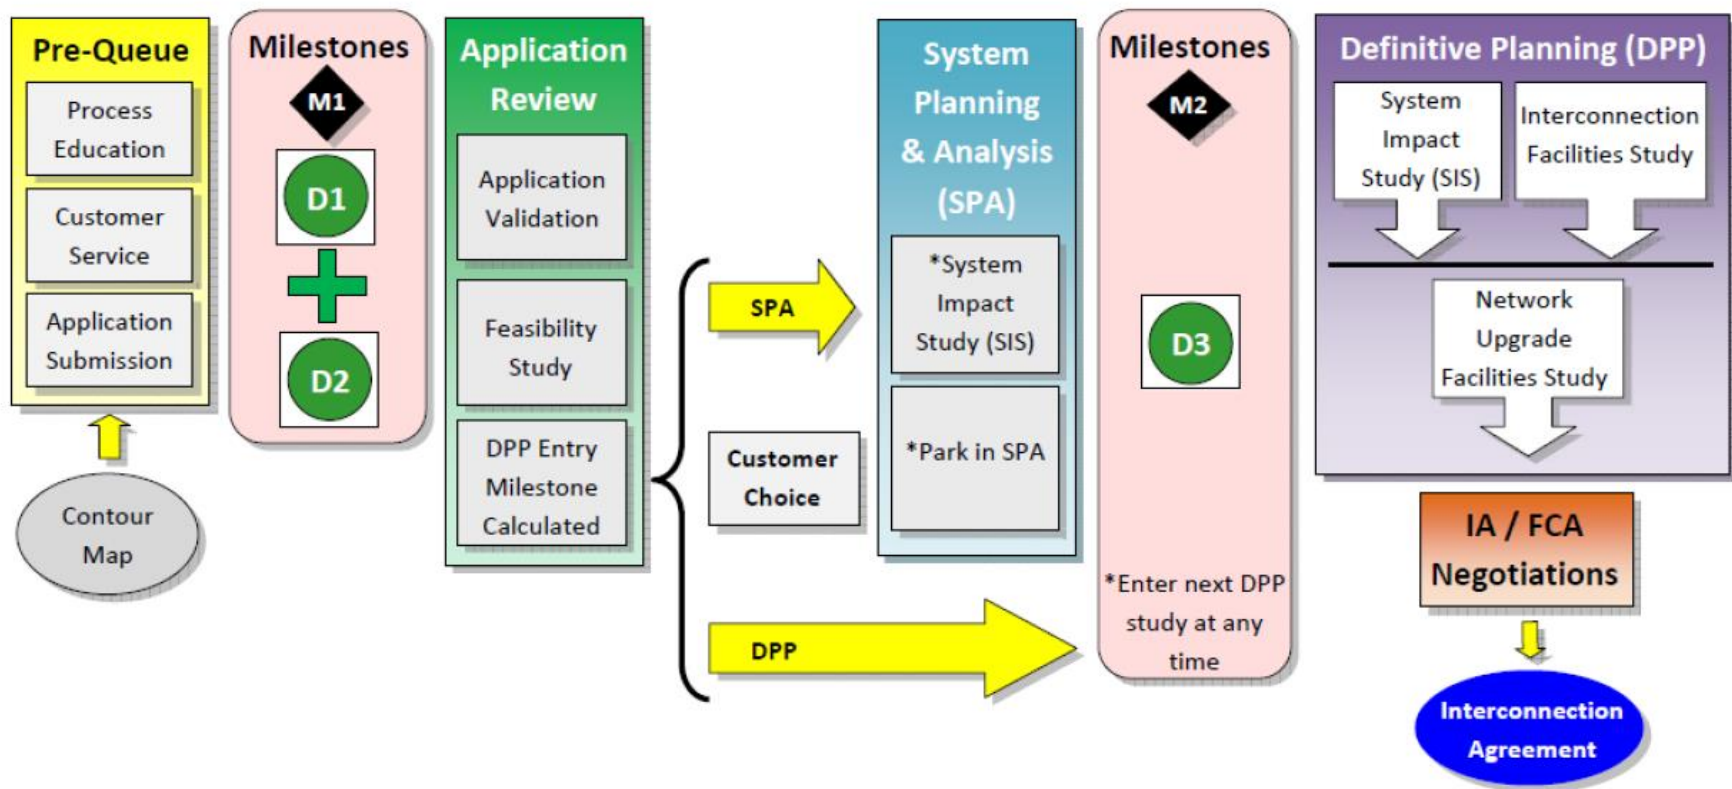 Pre-Queue
Process
Education
Customer
Service
Application
Submission
Contour
Map
Milestones
M1
D1
D2
Application
Review
Application
Validation
Feasibility
Study
DPP Entry
Milestone
Calculated
SPA
Customer
Choice
DPP
System
Planning
& Analysis
(SPA)
*System
Impact
Study (SIS)
*Park in SPA
Milestones
M2
D3
*Enter next DPP
study at any
time
Definitive Planning (DPP)
System
Impact
Study (SIS)
Interconnection
Facilities Study
Network
Upgrade
Facilities Study
IA / FCA
Negotiations
Interconnection
Agreement